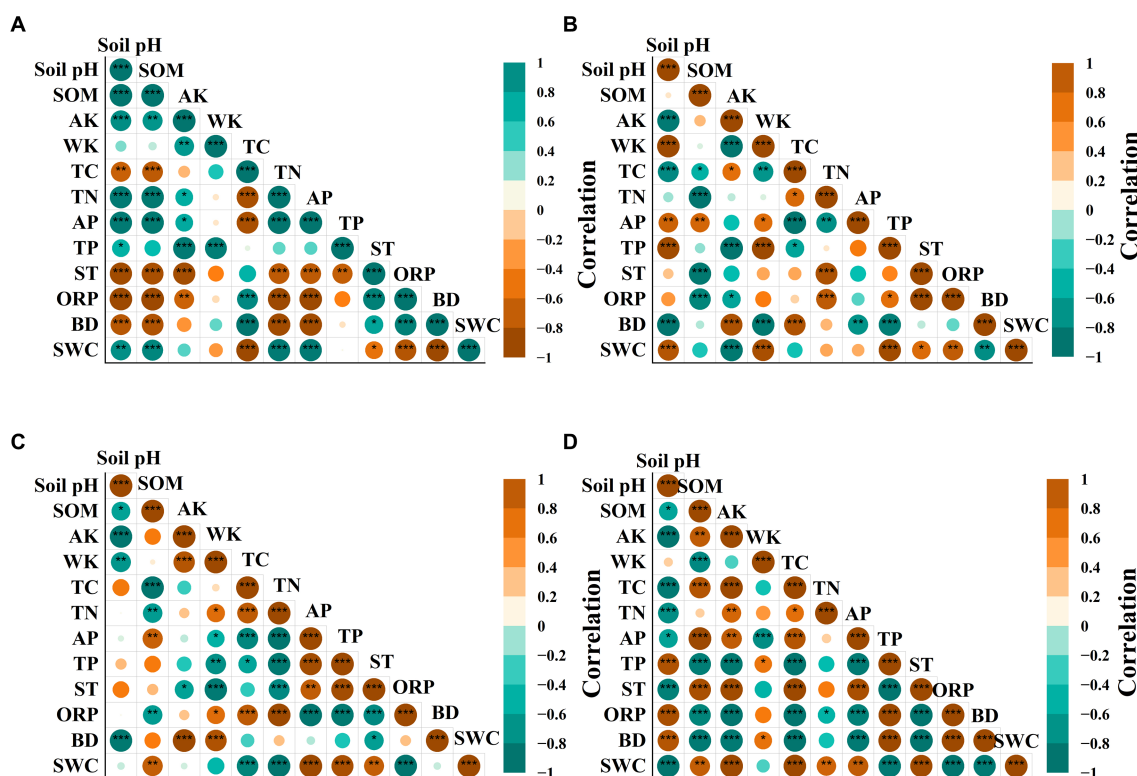 A
Soil pH
Soil pH *** SOM
SOM *** *** AK
AK *** ** *** WK
WK ** *** TC
TC ** *** *** TN
TN *** *** * *** *** AP
AP *** *** * *** *** *** TP
TP * *** *** *** ST
ST *** *** *** *** *** ** *** ORP
ORP *** *** ** *** *** *** *** *** BD
BD *** *** *** *** *** * *** *** SWC
SWC ** *** *** *** *** * *** *** ***
1
0.8
0.6
0.4
0.2
0
−0.2
−0.4
−0.6
−0.8
−1
Correlation
B
Soil pH
Soil pH *** SOM
SOM *** AK
AK *** *** WK
WK *** *** *** TC
TC *** * * ** *** TN
TN *** * *** AP
AP ** ** * *** ** *** TP
TP *** *** *** * *** ST
ST *** *** *** ORP
ORP *** * *** * *** *** BD
BD *** *** *** *** ** *** *** SWC
SWC *** *** *** *** * ** ** ***
1
0.8
0.6
0.4
0.2
0
−0.2
−0.4
−0.6
−0.8
−1
Correlation
C
Soil pH
Soil pH *** SOM
SOM * *** AK
AK *** *** WK
WK ** *** *** TC
TC *** *** TN
TN ** * *** *** AP
AP ** * *** *** *** TP
TP ** * *** *** *** ST
ST * *** *** ** *** *** ORP
ORP ** * *** *** *** *** *** *** BD
BD *** *** *** * *** SWC
SWC ** *** *** *** *** ** *** ***
1
0.8
0.6
0.4
0.2
0
−0.2
−0.4
−0.6
−0.8
−1
Correlation
D
Soil pH
Soil pH *** SOM
SOM * *** AK
AK *** ** *** WK
WK *** *** TC
TC *** *** *** *** TN
TN *** ** * *** AP
AP * *** ** *** *** *** TP
TP *** *** *** * *** *** *** ST
ST *** *** *** *** ** *** *** ORP
ORP *** *** *** *** * *** *** *** *** BD
BD *** *** *** * *** *** *** *** *** *** SWC
SWC *** ** ** *** ** ** *** *** *** *** ***
1
0.8
0.6
0.4
0.2
0
−0.2
−0.4
−0.6
−0.8
−1
Correlation